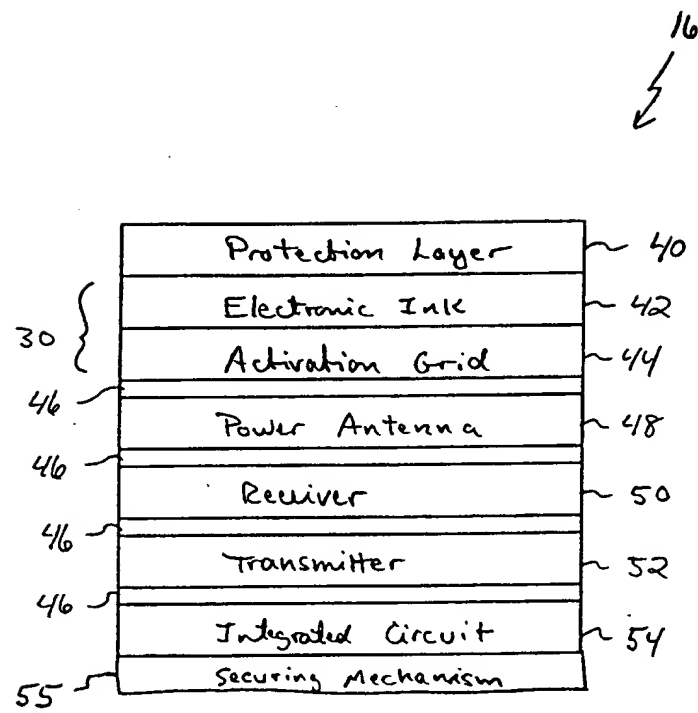 16
Protection Layer 40
Electronic Ink 42
30
Activation Grid 44
46
Power Antenna 48
46
Receiver 50
46
Transmitter 52
46
Integrated Circuit 54
55 Securing Mechanism